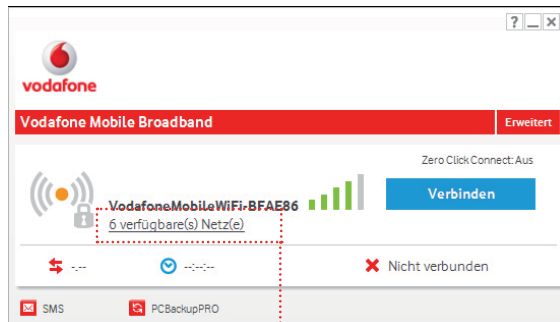 ? _ X
vodafone
Vodafone Mobile Broadband
Erweitert
Zero Click Connect: Aus
VodafoneMobileWiFi-BFAE86
Verbinden
6 verfügbare(s) Netz(e)
-.--
--:--:--
Nicht verbunden
SMS
PCBackupPRO